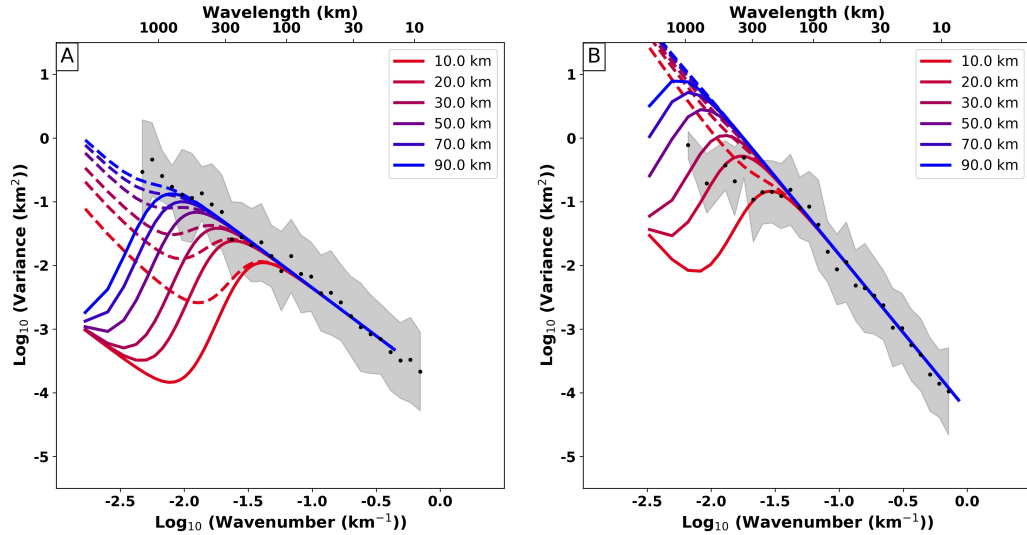 Wavelength (km)
1000 300 100 30 10
A
10.0 km
20.0 km
30.0 km
50.0 km
70.0 km
90.0 km
1
0
-1
-2
-3
-4
-5
Log10 (Variance (km2))
-2.5 -2.0 -1.5 -1.0 -0.5 0.0
Log10 (Wavenumber (km-1))
Wavelength (km)
1000 300 100 30 10
B
10.0 km
20.0 km
30.0 km
50.0 km
70.0 km
90.0 km
1
0
-1
-2
-3
-4
-5
Log10 (Variance (km2))
-2.5 -2.0 -1.5 -1.0 -0.5 0.0
Log10 (Wavenumber (km-1))